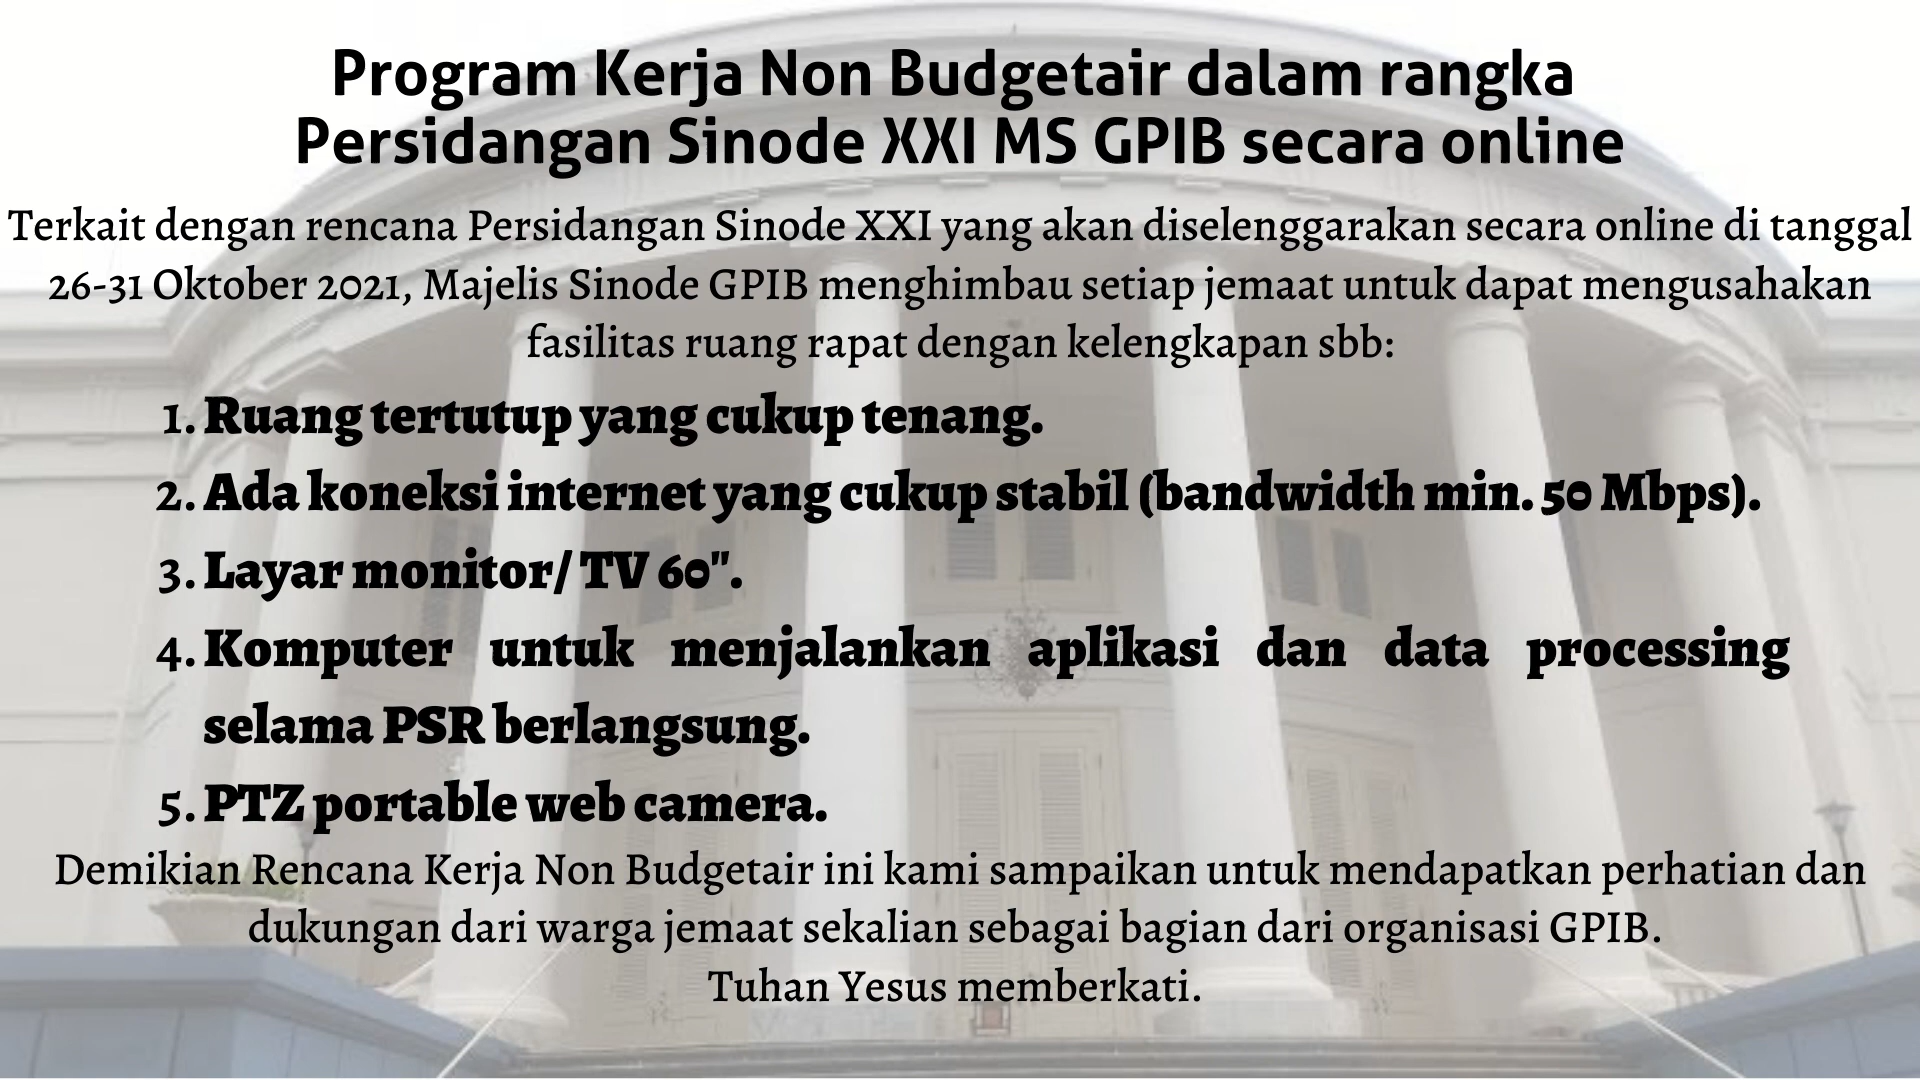 Program Kerja Non Budgetair dalam rangka
Persidangan Sinode XXI MS GPIB secara online
Terkait dengan rencana Persidangan Sinode XXI yang akan diselenggarakan secara online di tanggal
26-31 Oktober 2021, Majelis Sinode GPIB menghimbau setiap jemaat untuk dapat mengusahakan
fasilitas ruang rapat dengan kelengkapan sbb:
1. Ruang tertutup yang cukup tenang.
2. Ada koneksi internet yang cukup stabil (bandwidth min. 50 Mbps).
3. Layar monitor/ TV 60".
4. Komputer untuk menjalankan aplikasi dan data processing
selama PSR berlangsung.
5. PTZ portable web camera.
Demikian Rencana Kerja Non Budgetair ini kami sampaikan untuk mendapatkan perhatian dan
dukungan dari warga jemaat sekalian sebagai bagian dari organisasi GPIB.
Tuhan Yesus memberkati.